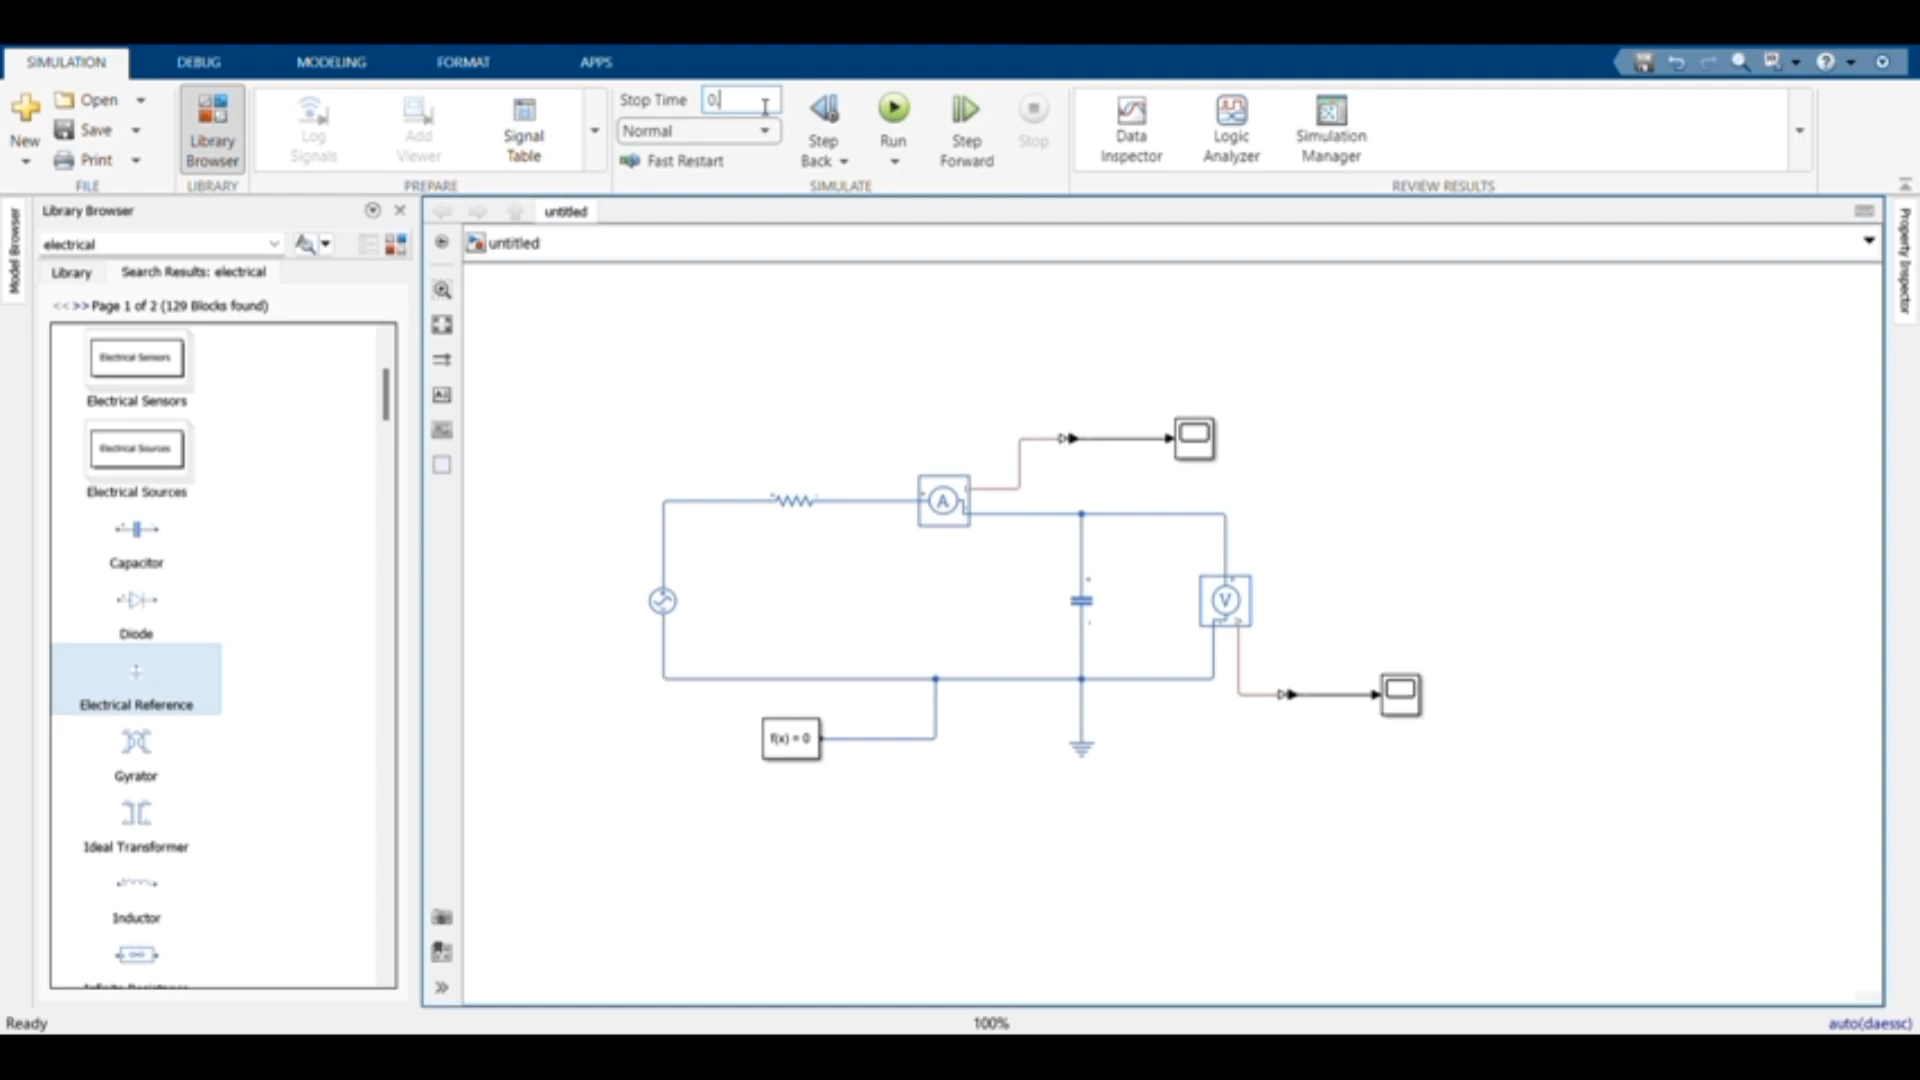 SIMULATION DEBUG MODELING FORMAT APPS
New
Open
Save
Print
FILE
Library Browser
LIBRARY
Log Signals
Add Viewer
Signal Table
PREPARE
Stop Time 0.
Normal
Fast Restart
Step Back
Run
Step Forward
Stop
SIMULATE
Data Inspector
Logic Analyzer
Simulation Manager
REVIEW RESULTS
Model Browser
Library Browser
electrical
Library Search Results: electrical
<< >> Page 1 of 2 (129 Blocks found)
Electrical Sensors
Electrical Sensors
Electrical Sources
Electrical Sources
Capacitor
Diode
Electrical Reference
Gyrator
Ideal Transformer
Inductor
untitled
untitled
A
V
f(x) = 0
Property Inspector
Ready
100%
auto(daessc)